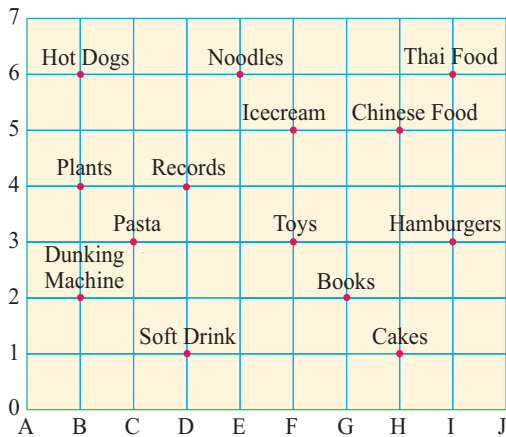 7
Hot Dogs Noodles Thai Food
6
Icecream Chinese Food
5
Plants Records
4
Pasta Toys Hamburgers
3
Dunking
Machine Books
2
Soft Drink Cakes
1
0
A B C D E F G H I J